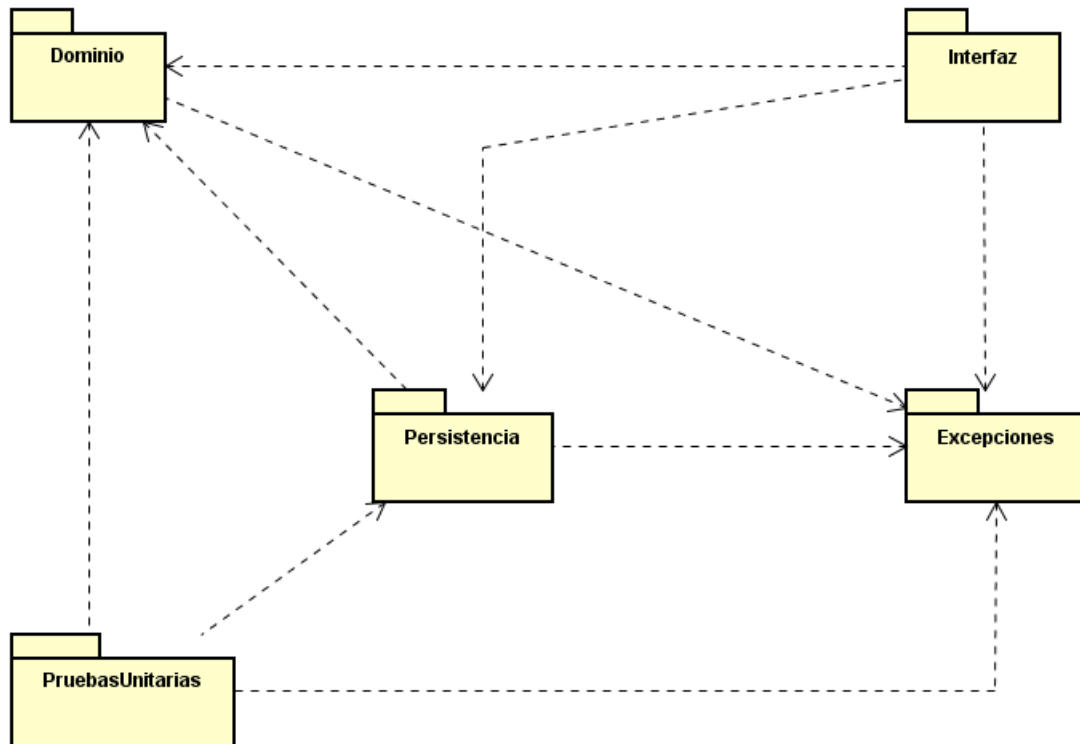 Dominio
Interfaz
Persistencia
Excepciones
PruebasUnitarias